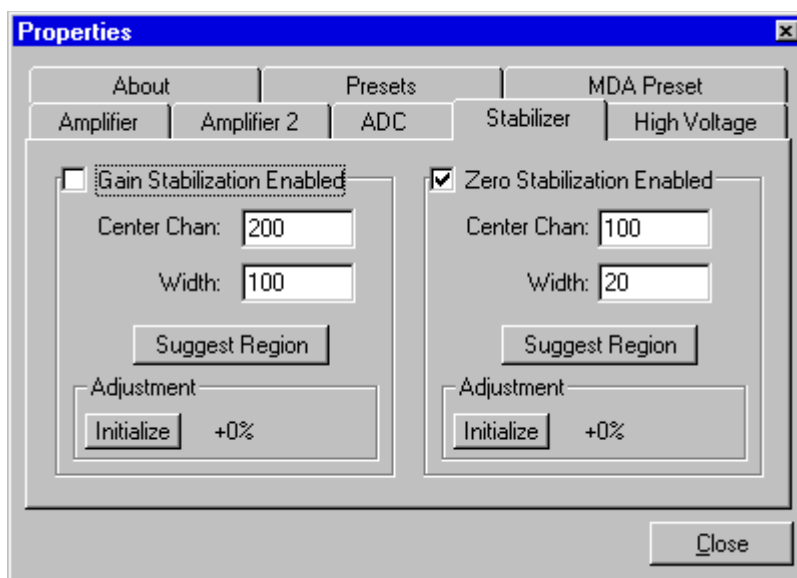 Properties
About Presets MDA Preset
Amplifier Amplifier 2 ADC Stabilizer High Voltage
Gain Stabilization Enabled
Center Chan: 200
Width: 100
Suggest Region
Adjustment
Initialize +0%
Zero Stabilization Enabled
Center Chan: 100
Width: 20
Suggest Region
Adjustment
Initialize +0%
Close